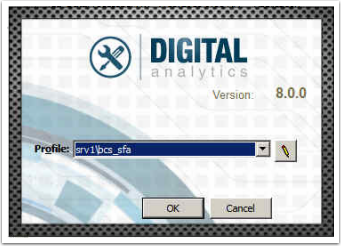 DIGITAL
analytics
Version: 8.0.0
Profile: srv1\bcs_sfa
OK Cancel